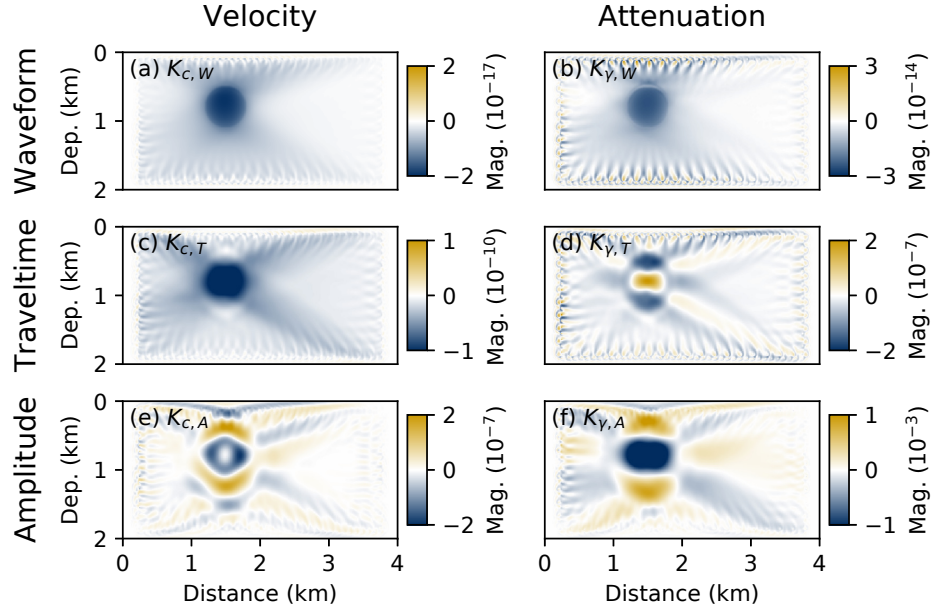 Velocity
Attenuation
Waveform
Dep. (km)
0
1
2
(a) K_{c, W}
2
0
−2
Mag. (10^{−17})
(b) K_{γ, W}
3
0
−3
Mag. (10^{−14})
Traveltime
Dep. (km)
0
1
2
(c) K_{c, T}
1
0
−1
Mag. (10^{−10})
(d) K_{γ, T}
2
0
−2
Mag. (10^{−7})
Amplitude
Dep. (km)
0
1
2
(e) K_{c, A}
2
0
−2
Mag. (10^{−7})
(f) K_{γ, A}
1
0
−1
Mag. (10^{−3})
0 1 2 3 4
Distance (km)
0 1 2 3 4
Distance (km)